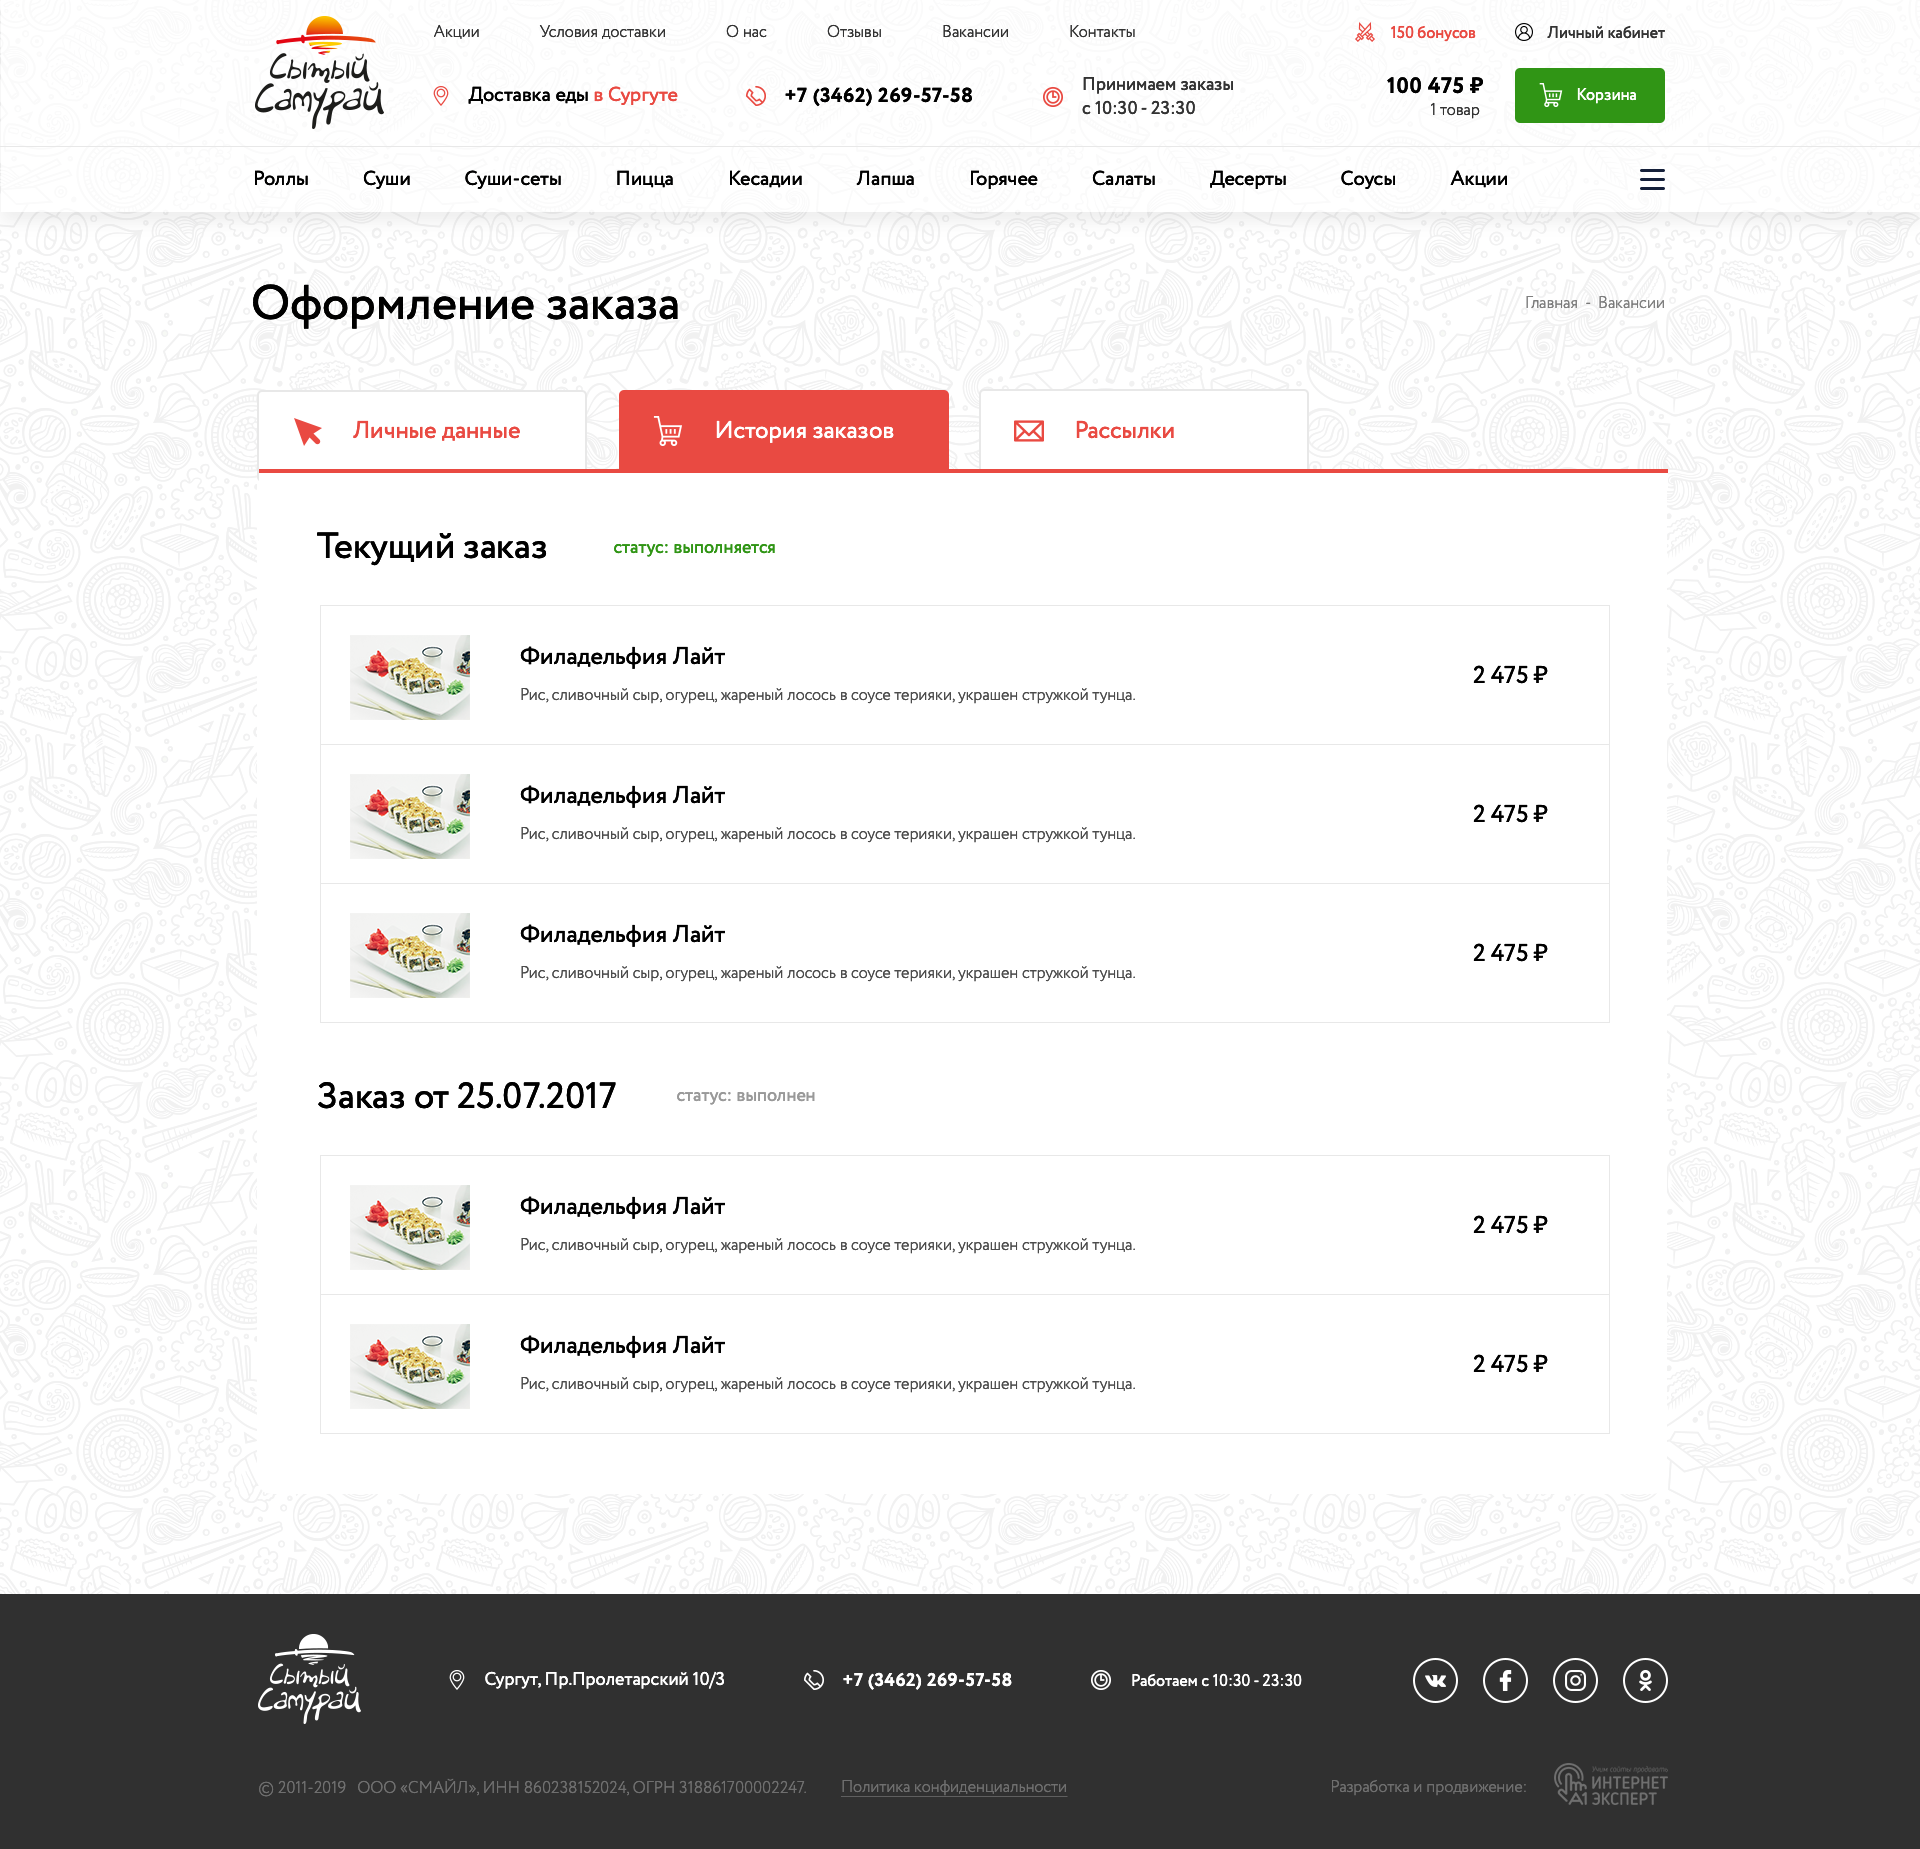 Сытый
Самурай
Акции
Условия доставки
О нас
Отзывы
Вакансии
Контакты
150 бонусов
Личный кабинет
Доставка еды в Сургуте
+7 (3462) 269-57-58
Принимаем заказы
с 10:30 - 23:30
100 475 ₽
1 товар
Корзина
Роллы
Суши
Суши-сеты
Пицца
Кесадии
Лапша
Горячее
Салаты
Десерты
Соусы
Акции
Оформление заказа
Главная - Вакансии
Личные данные
История заказов
Рассылки
Текущий заказ
статус: выполняется
Филадельфия Лайт
Рис, сливочный сыр, огурец, жареный лосось в соусе терияки, украшен стружкой тунца.
2 475 ₽
Филадельфия Лайт
Рис, сливочный сыр, огурец, жареный лосось в соусе терияки, украшен стружкой тунца.
2 475 ₽
Филадельфия Лайт
Рис, сливочный сыр, огурец, жареный лосось в соусе терияки, украшен стружкой тунца.
2 475 ₽
Заказ от 25.07.2017
статус: выполнен
Филадельфия Лайт
Рис, сливочный сыр, огурец, жареный лосось в соусе терияки, украшен стружкой тунца.
2 475 ₽
Филадельфия Лайт
Рис, сливочный сыр, огурец, жареный лосось в соусе терияки, украшен стружкой тунца.
2 475 ₽
Сытый
Самурай
Сургут, Пр.Пролетарский 10/3
+7 (3462) 269-57-58
Работаем с 10:30 - 23:30
© 2011-2019 ООО «СМАЙЛ», ИНН 860238152024, ОГРН 318861700002247.
Политика конфиденциальности
Разработка и продвижение:
Учим сайты продавать
ИНТЕРНЕТ
ЭКСПЕРТ
А1